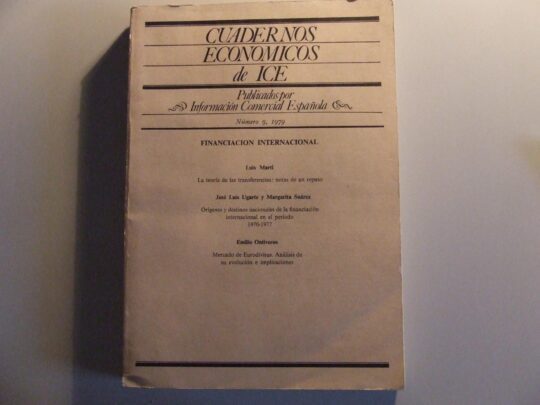 CUADERNOS
ECONOMICOS
de ICE
Publicados por
Información Comercial Española
Número 9, 1979
FINANCIACION INTERNACIONAL
Luis Martí
La teoría de las transferencias: notas de un repaso
José Luis Ugarte y Margarita Suárez
Orígenes y destinos nacionales de la financiación
internacional en el período
1970-1977
Emilio Ontiveros
Mercado de Eurodivisas. Análisis de
su evolución e implicaciones